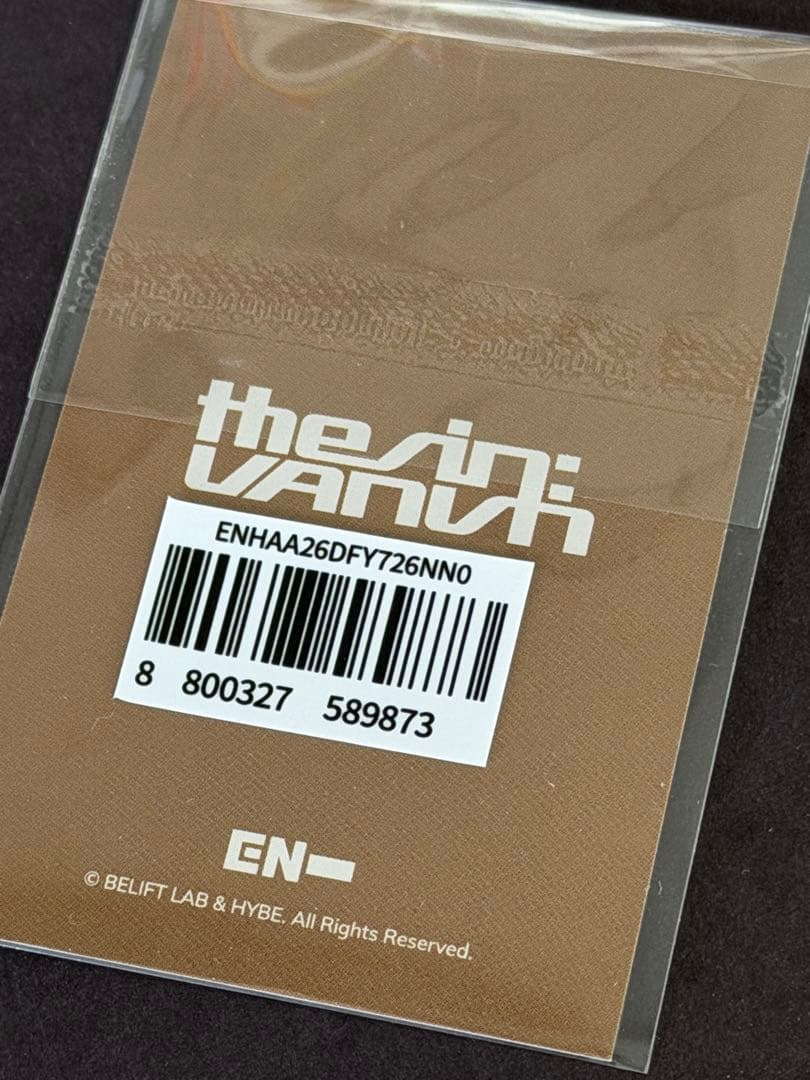 the sin:
VANISH
ENHAA26DFY726NN0
8 800327 589873
EN-
© BELIFT LAB & HYBE. All Rights Reserved.